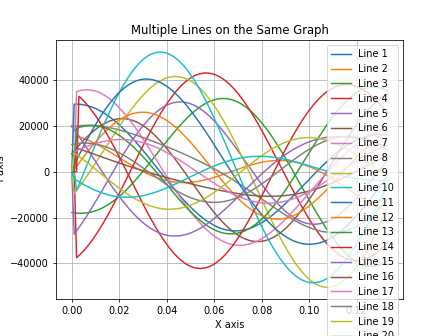 Multiple Lines on the Same Graph
40000
20000
0
−20000
−40000
0.00
0.02
0.04
0.06
0.08
0.10
X axis
Line 1
Line 2
Line 3
Line 4
Line 5
Line 6
Line 7
Line 8
Line 9
Line 10
Line 11
Line 12
Line 13
Line 14
Line 15
Line 16
Line 17
Line 18
Line 19
Line 20